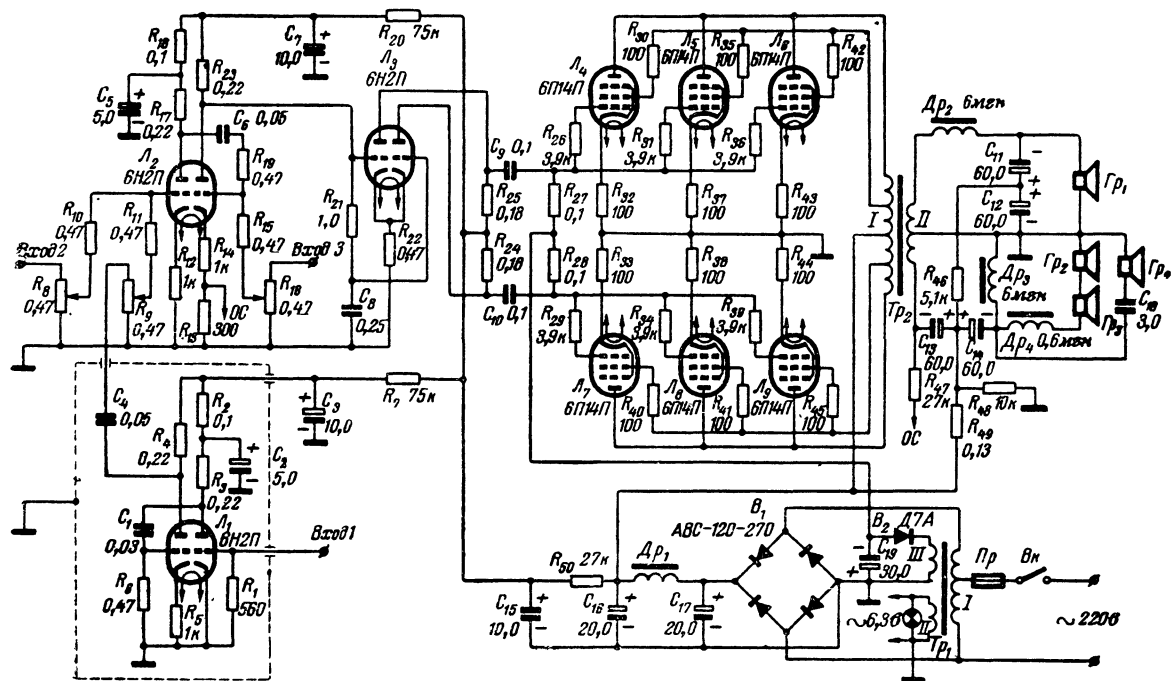 R18
0,1
R23
0,22
C5
5,0
R17
0,22
C6 0,05
C7
10,0
R20 75к
Л3
6Н2П
Л2
6Н2П
R19
0,47
R10
0,47
R11
0,47
R15
0,47
Вход2
R8
0,47
R12
1к
R14
1к
R9
0,47
R13
300
ОС
Вход 3
R16
0,47
R21
1,0
R22
0,47
C8
0,25
R30
100
Л4
6П14П
Л5
6П14П
R35
100
Л6
6П14П
R42
100
R26
3,9к
R31
3,9к
R36
3,9к
C9 0,1
R25
0,18
R27
0,1
R32
100
R37
100
R43
100
R24
0,18
R28
0,1
R33
100
R38
100
R44
100
C10 0,1
R29
3,9к
R34
3,9к
R39
3,9к
Л7
6П14П
R40
100
Л8
6П14П
R41
100
Л9
6П14П
R45
100
I
II
Тр2
Др2 6мгн
C11
60,0
C12
60,0
Гр1
Гр2
Гр3
Гр4
C18
3,0
R46
5,1к
Др3
6мгн
Др4 0,6мгн
C13
60,0
C14
60,0
R47
27к
ОС
R48
10к
R49
0,13
C4
0,05
R2
0,1
R4
0,22
R3
0,22
C3
10,0
C2
5,0
R7 75к
C1
0,03
Л1
6Н2П
Вход1
R6
0,47
R5
1к
R1
560
R50 27к
Др1
C15
10,0
C16
20,0
C17
20,0
В1
АВС-120-270
В2 Д7А
C19
30,0
III
I
II
~6,3в
Тр1
Пр
Вк
~220в